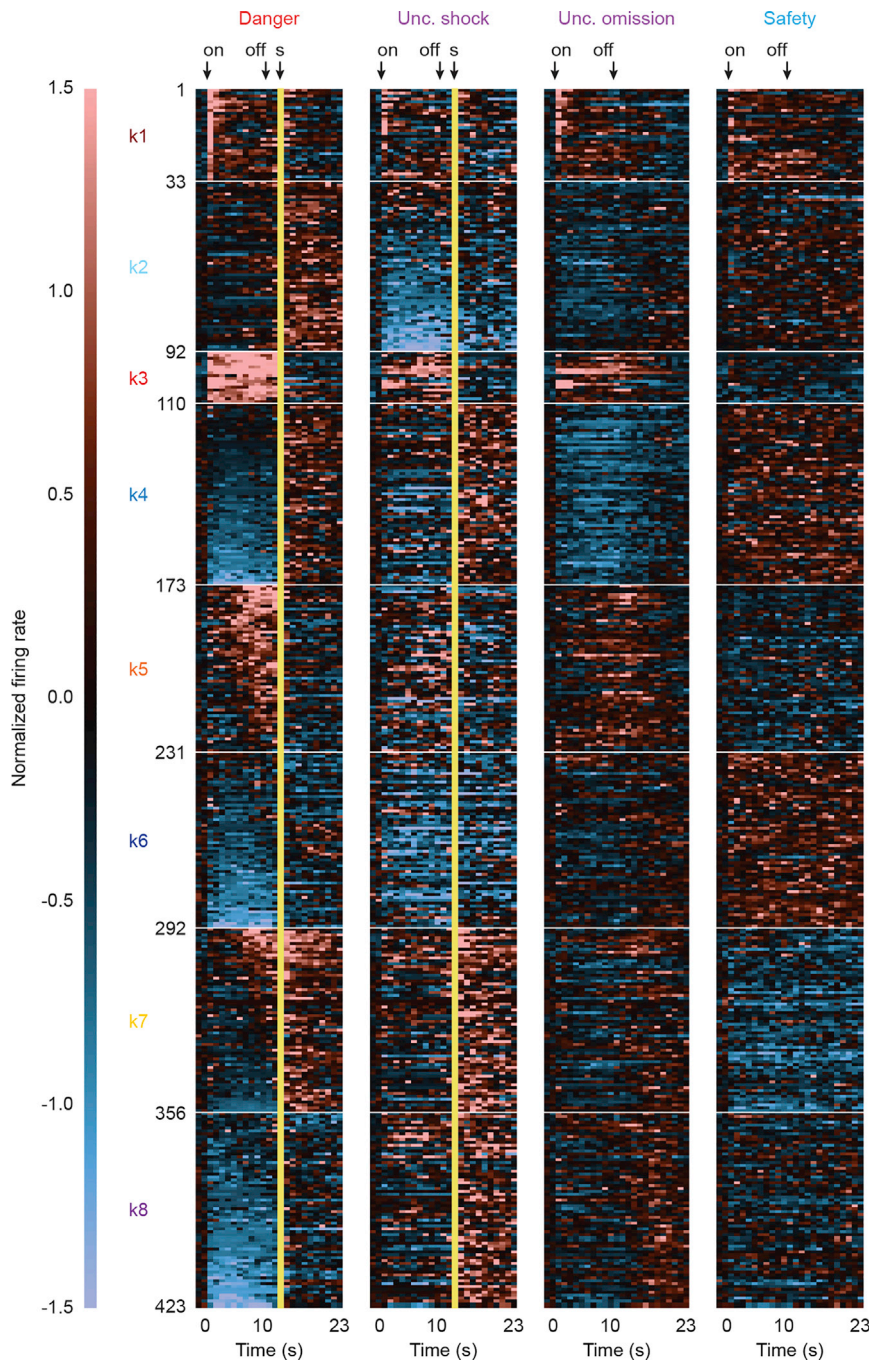 Danger Unc. shock Unc. omission Safety
on off s on off s on off on off
1.5
1.0
0.5
0.0
-0.5
-1.0
-1.5
Normalized firing rate
1
k1
33
k2
92
k3
110
k4
173
k5
231
k6
292
k7
356
k8
423
0 10 23 0 10 23 0 10 23 0 10 23
Time (s) Time (s) Time (s) Time (s)